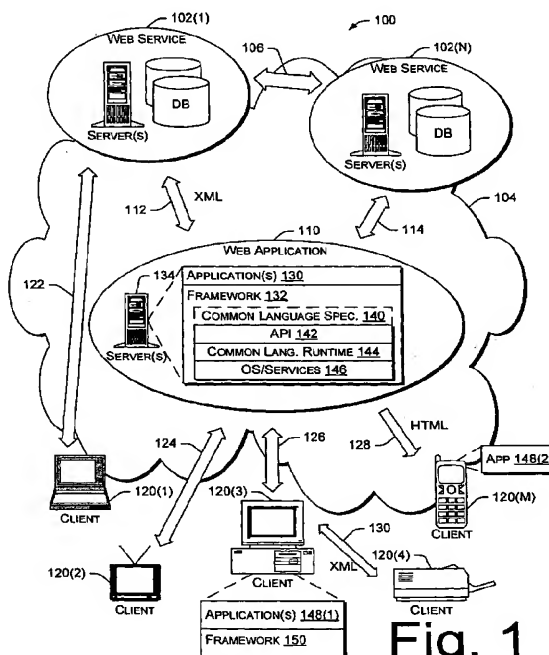 100
102(1)
WEB SERVICE
DB
SERVER(S)
106
102(N)
WEB SERVICE
DB
SERVER(S)
104
112
XML
114
110
WEB APPLICATION
134
SERVER(S)
APPLICATION(S) 130
FRAMEWORK 132
COMMON LANGUAGE SPEC. 140
API 142
COMMON LANG. RUNTIME 144
OS/SERVICES 146
122
124
126
128
HTML
APP 148(2)
120(1)
CLIENT
120(2)
CLIENT
120(3)
CLIENT
120(M)
CLIENT
130
XML
120(4)
CLIENT
APPLICATION(S) 148(1)
FRAMEWORK 150
Fig. 1